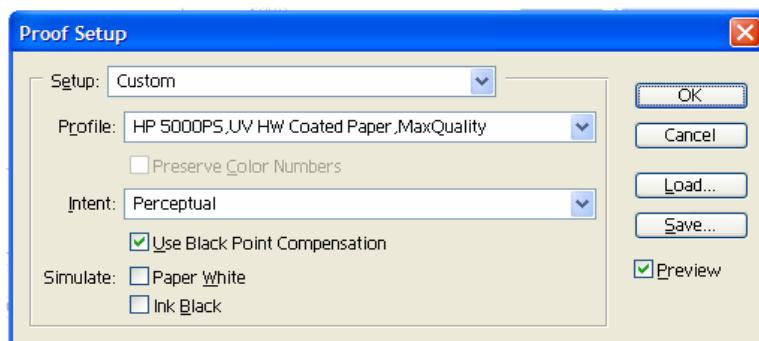 Proof Setup
Setup: Custom
OK
Profile: HP 5000PS,UV HW Coated Paper,MaxQuality
Cancel
Preserve Color Numbers
Load...
Intent: Perceptual
Save...
Use Black Point Compensation
Simulate: Paper White
Preview
Ink Black